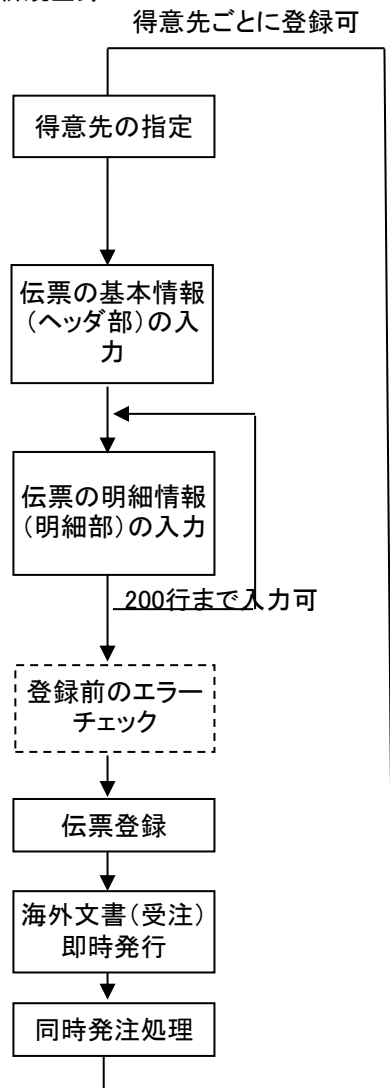 得意先ごとに登録可
得意先の指定
伝票の基本情報
（ヘッダ部）の入
力
伝票の明細情報
（明細部）の入力
200行まで入力可
登録前のエラー
チェック
伝票登録
海外文書（受注）
即時発行
同時発注処理